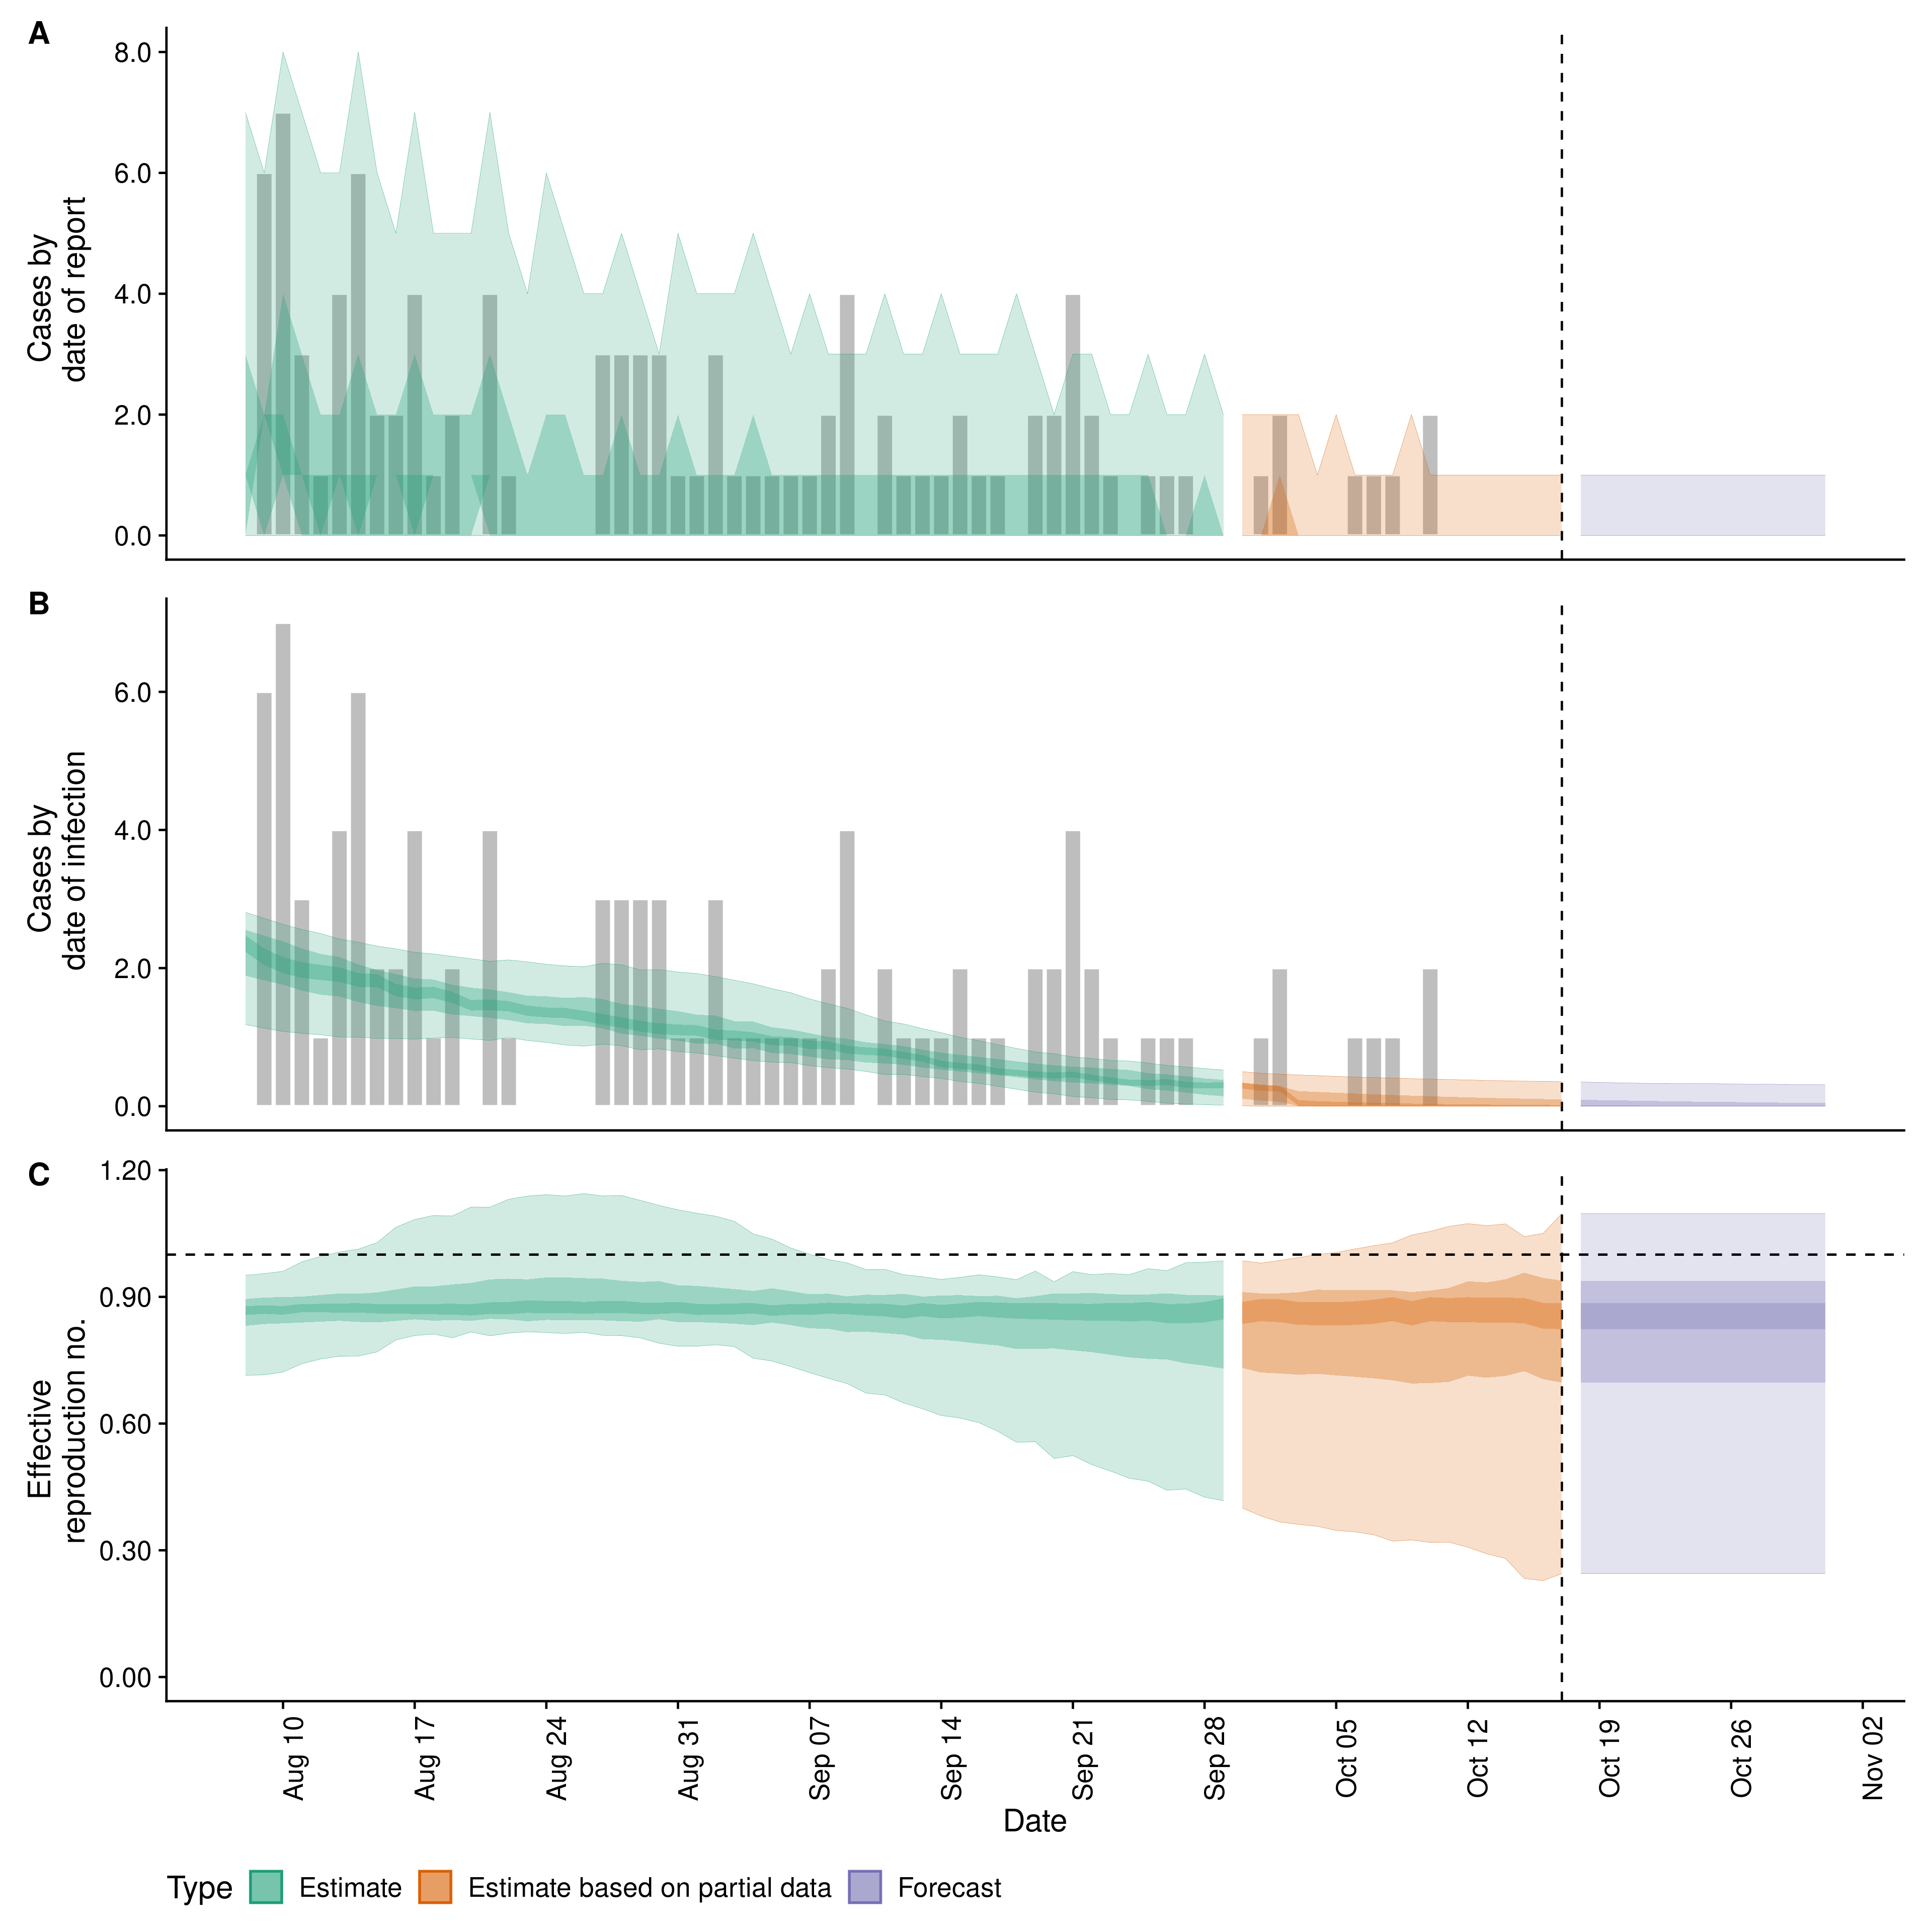 A
8.0
6.0
4.0
2.0
0.0
Cases by
date of report
B
6.0
4.0
2.0
0.0
Cases by
date of infection
C
1.20
0.90
0.60
0.30
0.00
Effective
reproduction no.
Aug 10
Aug 17
Aug 24
Aug 31
Sep 07
Sep 14
Sep 21
Sep 28
Oct 05
Oct 12
Oct 19
Oct 26
Nov 02
Date
Type Estimate Estimate based on partial data Forecast